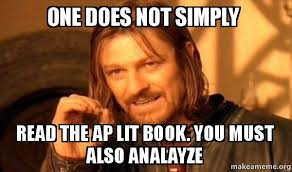 ONE DOES NOT SIMPLY
READ THE AP LIT BOOK. YOU MUST
ALSO ANALAYZE
makeameme.org